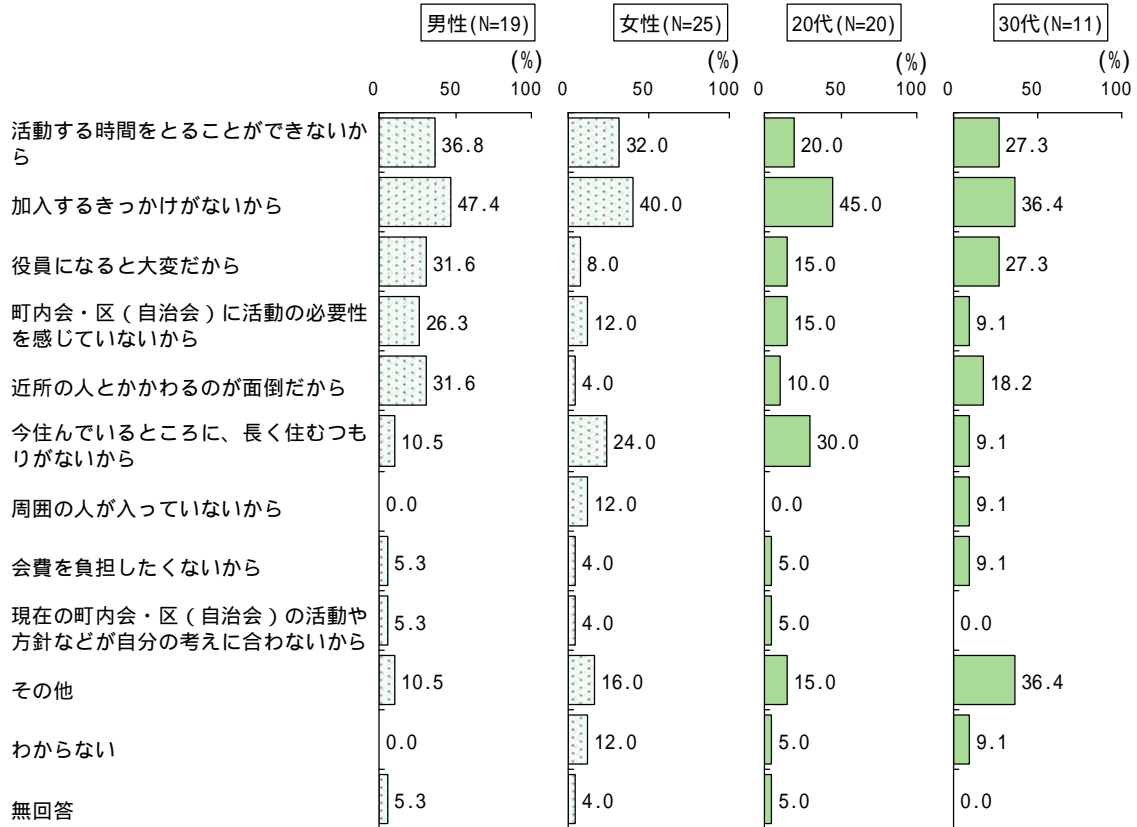 男性(N=19) 女性(N=25) 20代(N=20) 30代(N=11)
(%) (%) (%) (%)
0 50 100 0 50 100 0 50 100 0 50 100
活動する時間をとることができないか
ら
36.8 32.0 20.0 27.3
加入するきっかけがないから 47.4 40.0 45.0 36.4
役員になると大変だから 31.6 8.0 15.0 27.3
町内会・区（自治会）に活動の必要性
を感じていないから
26.3 12.0 15.0 9.1
近所の人とかかわるのが面倒だから 31.6 4.0 10.0 18.2
今住んでいるところに、長く住むつも
りがないから
10.5 24.0 30.0 9.1
周囲の人が入っていないから 0.0 12.0 0.0 9.1
会費を負担したくないから 5.3 4.0 5.0 9.1
現在の町内会・区（自治会）の活動や
方針などが自分の考えに合わないから
5.3 4.0 5.0 0.0
その他 10.5 16.0 15.0 36.4
わからない 0.0 12.0 5.0 9.1
無回答 5.3 4.0 5.0 0.0